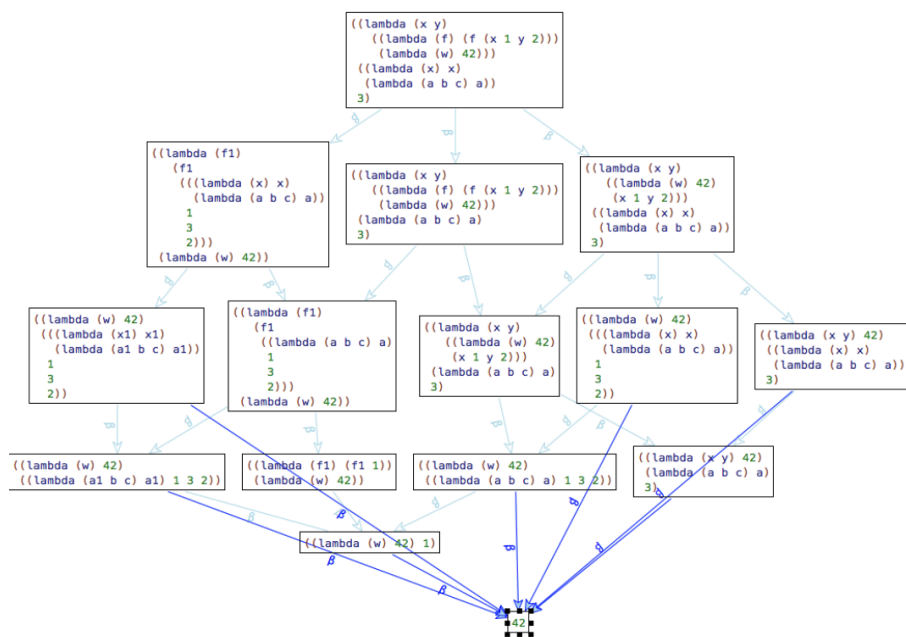 ((lambda (x y)
((lambda (f) (f (x 1 y 2)))
(lambda (w) 42)))
((lambda (x) x)
(lambda (a b c) a))
3)
β
β
β
((lambda (f1)
(f1
(((lambda (x) x)
(lambda (a b c) a))
1
3
2)))
(lambda (w) 42))
((lambda (x y)
((lambda (f) (f (x 1 y 2)))
(lambda (w) 42)))
(lambda (a b c) a)
3)
((lambda (x y)
((lambda (w) 42)
(x 1 y 2)))
((lambda (x) x)
(lambda (a b c) a))
3)
β
β
β
β
β
β
β
((lambda (w) 42)
(((lambda (x1) x1)
(lambda (a1 b c) a1))
1
3
2))
((lambda (f1)
(f1
((lambda (a b c) a)
1
3
2)))
(lambda (w) 42))
((lambda (x y)
((lambda (w) 42)
(x 1 y 2)))
(lambda (a b c) a)
3)
((lambda (w) 42)
(((lambda (x) x)
(lambda (a b c) a))
1
3
2))
((lambda (x y) 42)
((lambda (x) x)
(lambda (a b c) a))
3)
β
β
β
β
β
β
β
((lambda (w) 42)
((lambda (a1 b c) a1) 1 3 2))
((lambda (f1) (f1 1))
(lambda (w) 42))
((lambda (w) 42)
((lambda (a b c) a) 1 3 2))
((lambda (x y) 42)
(lambda (a b c) a)
3)
β
β
β
β
β
β
β
((lambda (w) 42) 1)
β
β
42